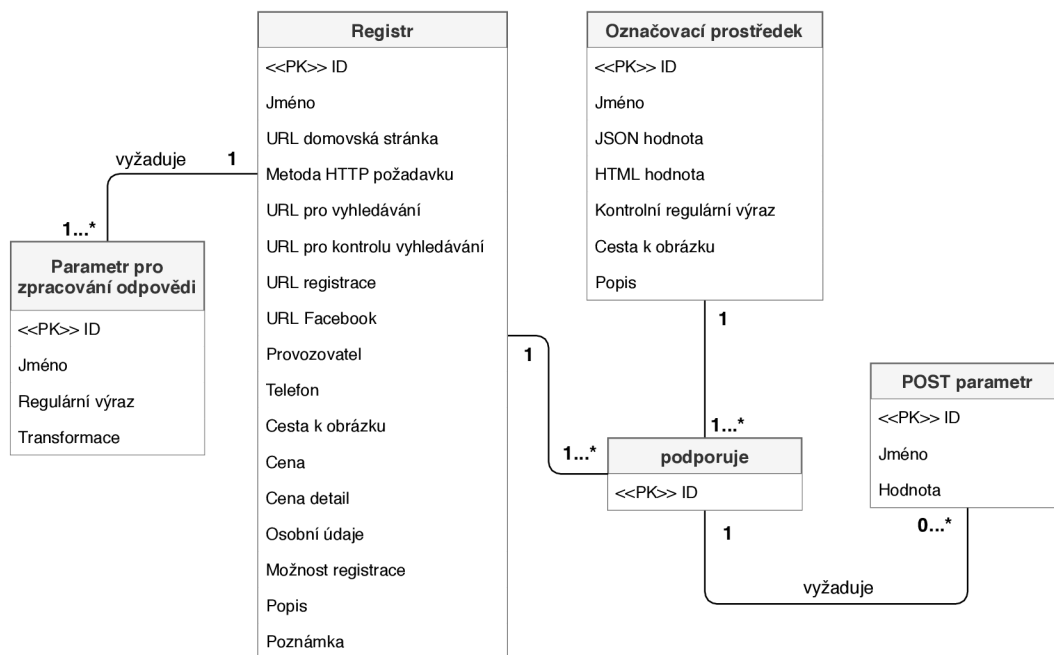 Registr
<<PK>> ID
Jméno
URL domovská stránka
Metoda HTTP požadavku
URL pro vyhledávání
URL pro kontrolu vyhledávání
URL registrace
URL Facebook
Provozovatel
Telefon
Cesta k obrázku
Cena
Cena detail
Osobní údaje
Možnost registrace
Popis
Poznámka
Označovací prostředek
<<PK>> ID
Jméno
JSON hodnota
HTML hodnota
Kontrolní regulární výraz
Cesta k obrázku
Popis
vyžaduje
1
1...*
Parametr pro
zpracování odpovědi
<<PK>> ID
Jméno
Regulární výraz
Transformace
1
1...*
1
1...*
podporuje
<<PK>> ID
1
vyžaduje
0...*
POST parametr
<<PK>> ID
Jméno
Hodnota